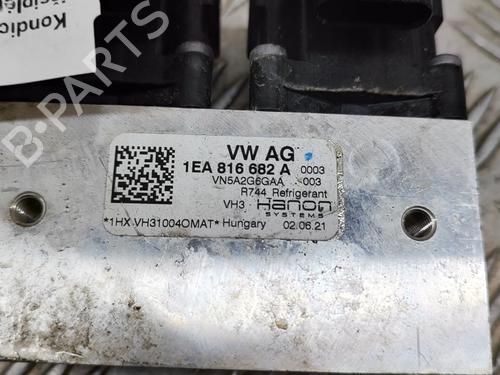 Kondic
B-PARTS
VW AG
1EA 816 682 A 0003
VN5A2G6GAA 003
R744 Refrigerant
VH3 Hanon
SYSTEMS
*1HX VH31004OMAT* Hungary 02.06.21